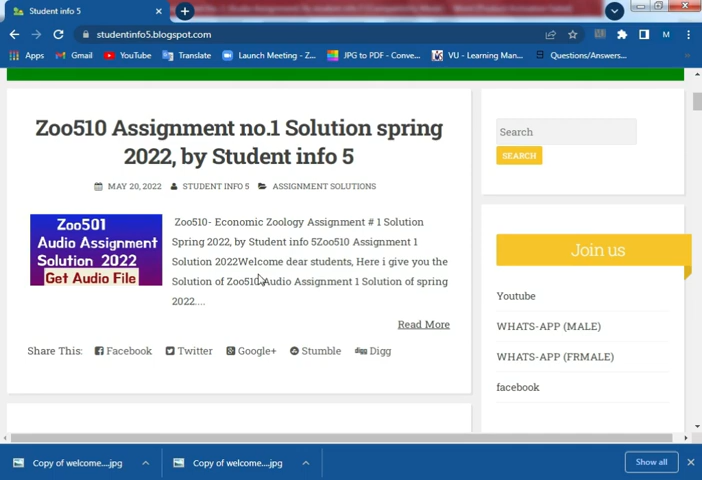 Student info 5
studentinfo5.blogspot.com
M
Apps Gmail YouTube Translate Launch Meeting - Z... JPG to PDF - Conve... VU - Learning Man... Questions/Answers...
Zoo510 Assignment no.1 Solution spring
2022, by Student info 5
MAY 20, 2022 STUDENT INFO 5 ASSIGNMENT SOLUTIONS
Zoo501
Audio Assignment
Solution 2022
Get Audio File
Zoo510- Economic Zoology Assignment # 1 Solution
Spring 2022, by Student info 5Zoo510 Assignment 1
Solution 2022Welcome dear students, Here i give you the
Solution of Zoo510 Audio Assignment 1 Solution of spring
2022....
Read More
Share This: Facebook Twitter Google+ Stumble Digg
Search
SEARCH
Join us
Youtube
WHATS-APP (MALE)
WHATS-APP (FRMALE)
facebook
Copy of welcome....jpg Copy of welcome....jpg Show all